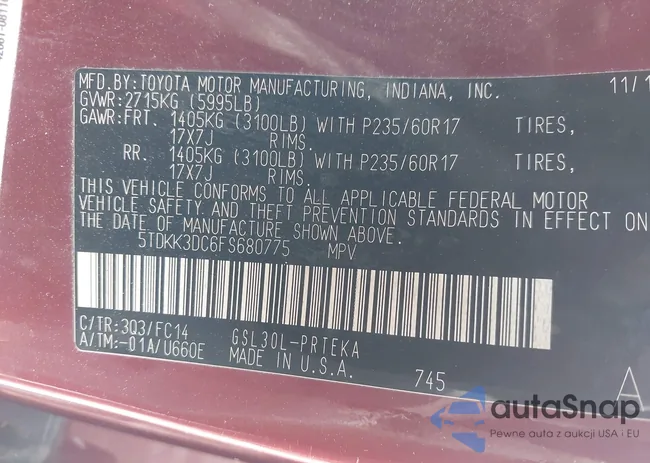 MFD.BY:TOYOTA MOTOR MANUFACTURING, INDIANA, INC. 11/1
GVWR:2715KG (5995LB)
GAWR:FRT. 1405KG (3100LB) WITH P235/60R17 TIRES,
17X7J RIMS.
RR. 1405KG (3100LB) WITH P235/60R17 TIRES,
17X7J RIMS.
THIS VEHICLE CONFORMS TO ALL APPLICABLE FEDERAL MOTOR
VEHICLE SAFETY AND THEFT PREVENTION STANDARDS IN EFFECT ON
THE DATE OF MANUFACTURE SHOWN ABOVE.
5TDKK3DC6FS680775 MPV
C/TR:3Q3/FC14 GSL30L-PRTEKA
A/TM:-01A/U660E MADE IN U.S.A. 745
A
autaSnap
Pewne auta z aukcji USA i EU